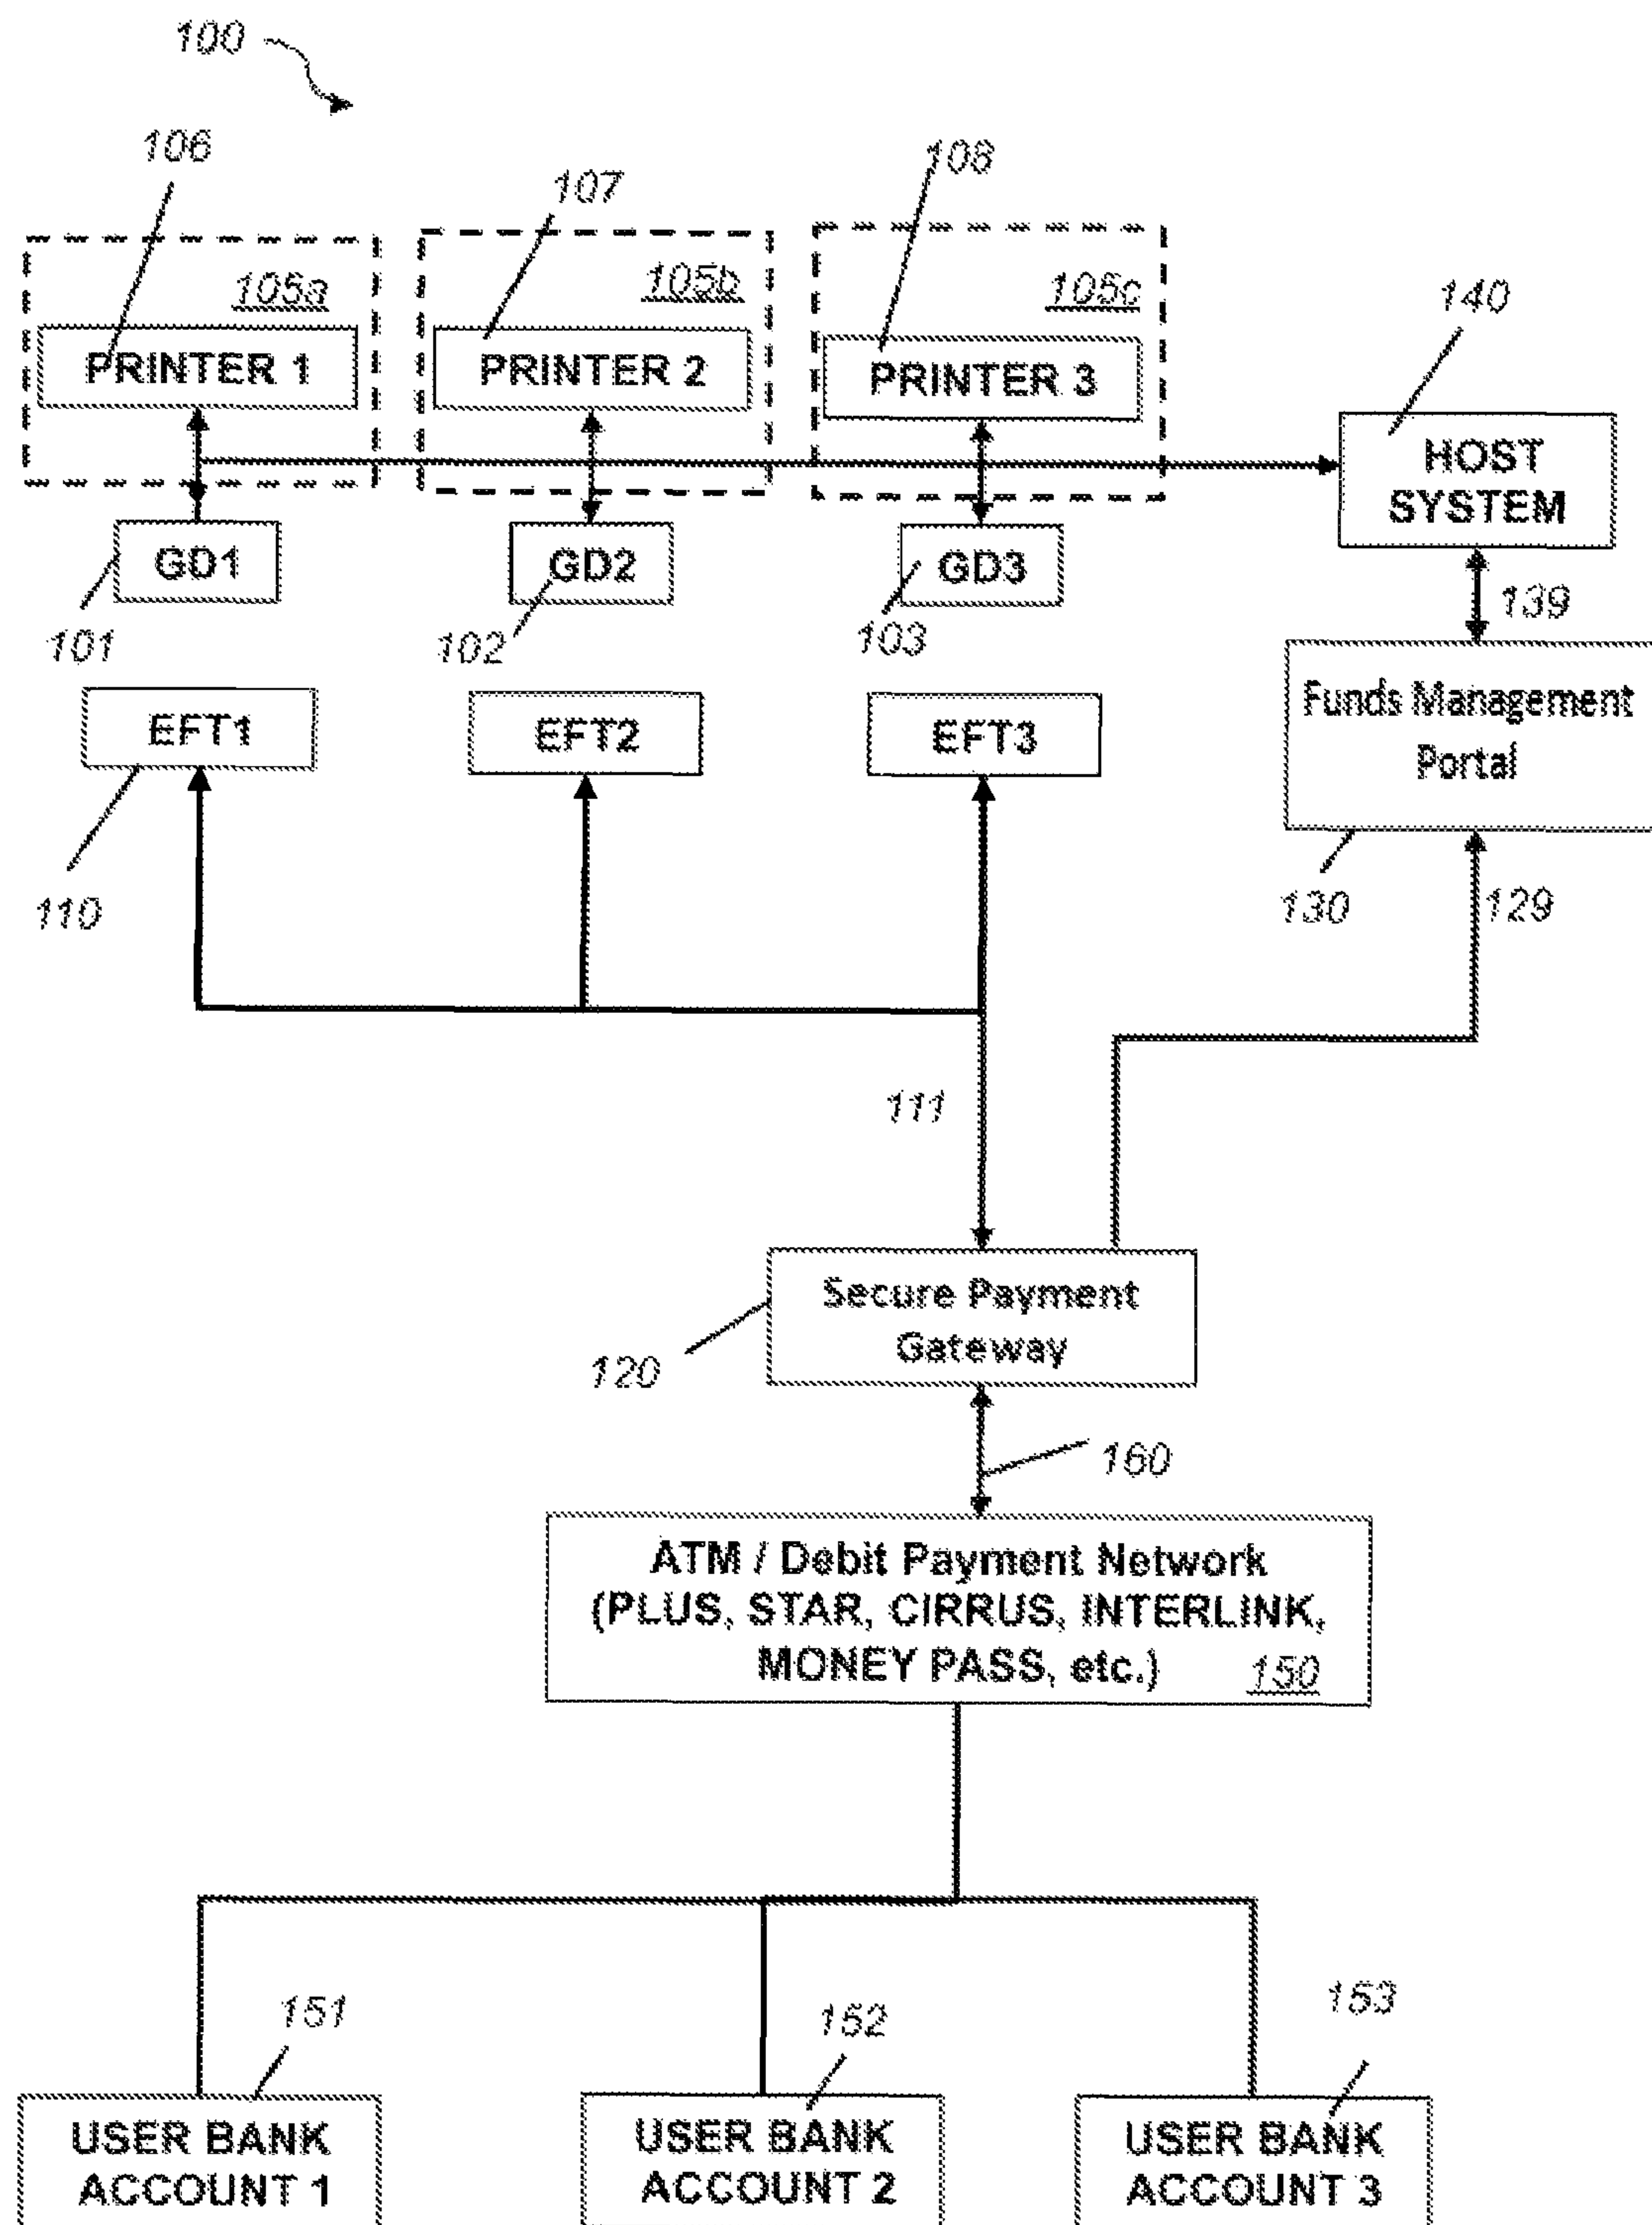 100
106
107
108
105a
105b
105c
140
PRINTER 1
PRINTER 2
PRINTER 3
HOST
SYSTEM
GD1
GD2
GD3
139
101
102
103
EFT1
EFT2
EFT3
Funds Management
Portal
110
130
129
111
Secure Payment
Gateway
120
160
ATM / Debit Payment Network
(PLUS, STAR, CIRRUS, INTERLINK,
MONEY PASS, etc.) 150
151
152
153
USER BANK
ACCOUNT 1
USER BANK
ACCOUNT 2
USER BANK
ACCOUNT 3